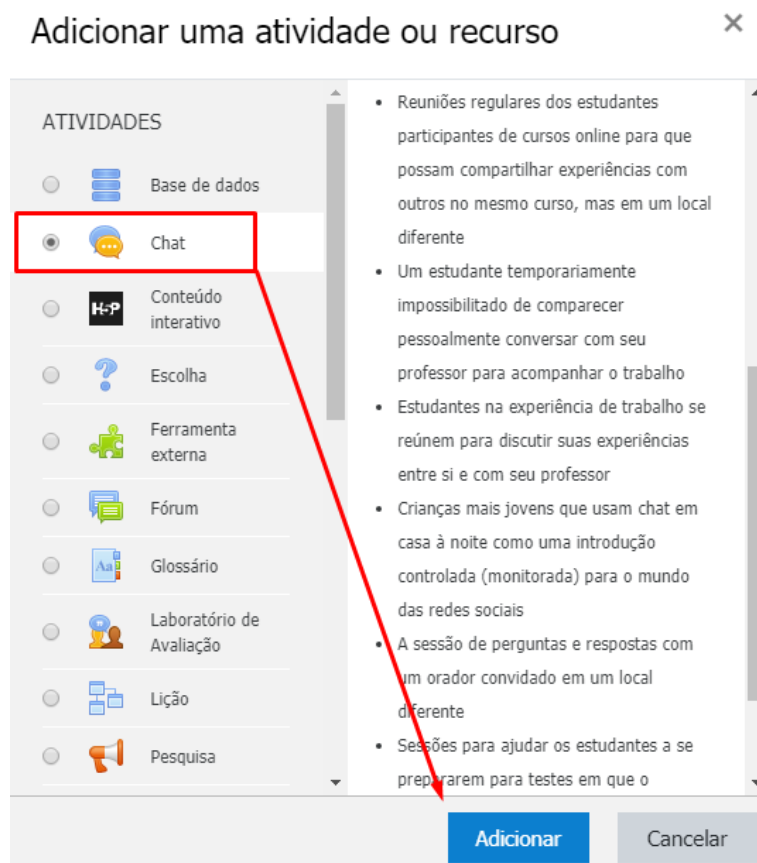 Adicionar uma atividade ou recurso
×
ATIVIDADES
Base de dados
Chat
H5P
Conteúdo
interativo
Escolha
Ferramenta
externa
Fórum
Aa
Glossário
Laboratório de
Avaliação
Lição
Pesquisa
• Reuniões regulares dos estudantes
participantes de cursos online para que
possam compartilhar experiências com
outros no mesmo curso, mas em um local
diferente
• Um estudante temporariamente
impossibilitado de comparecer
pessoalmente conversar com seu
professor para acompanhar o trabalho
• Estudantes na experiência de trabalho se
reúnem para discutir suas experiências
entre si e com seu professor
• Crianças mais jovens que usam chat em
casa à noite como uma introdução
controlada (monitorada) para o mundo
das redes sociais
• A sessão de perguntas e respostas com
um orador convidado em um local
diferente
• Sessões para ajudar os estudantes a se
prepararem para testes em que o
Adicionar
Cancelar